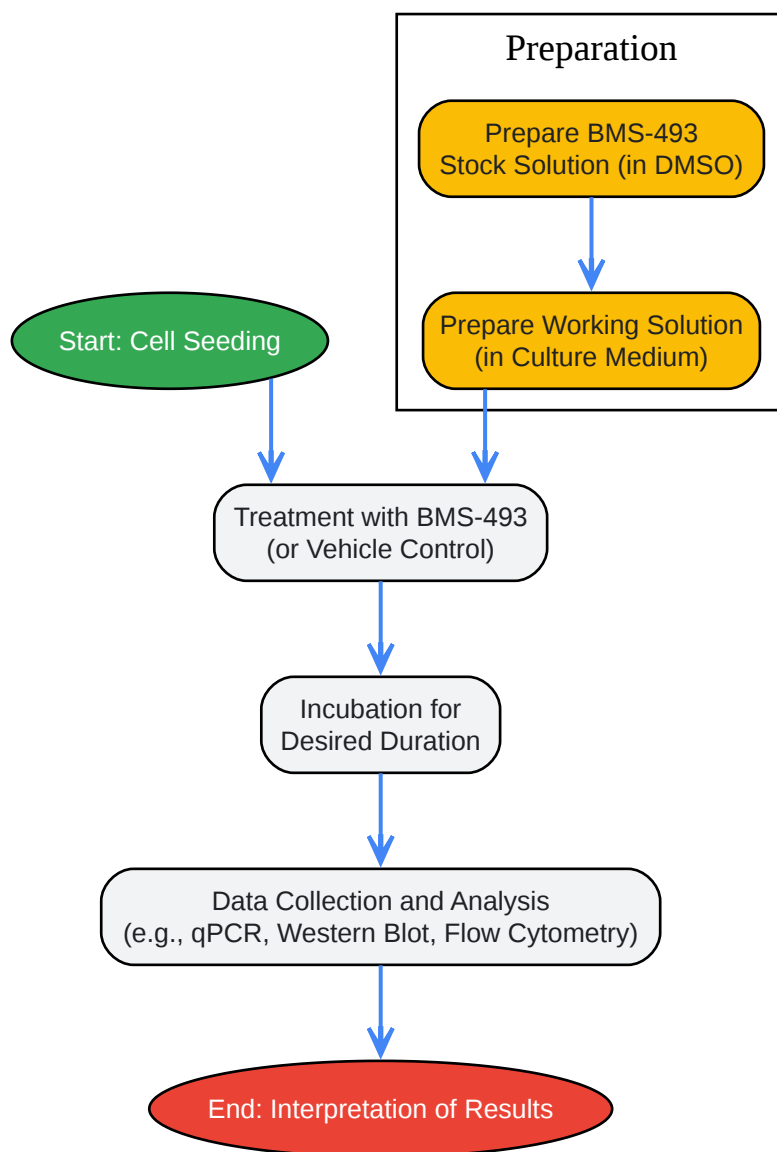 Preparation
Prepare BMS-493
Stock Solution (in DMSO)
Start: Cell Seeding
Prepare Working Solution
(in Culture Medium)
Treatment with BMS-493
(or Vehicle Control)
Incubation for
Desired Duration
Data Collection and Analysis
(e.g., qPCR, Western Blot, Flow Cytometry)
End: Interpretation of Results